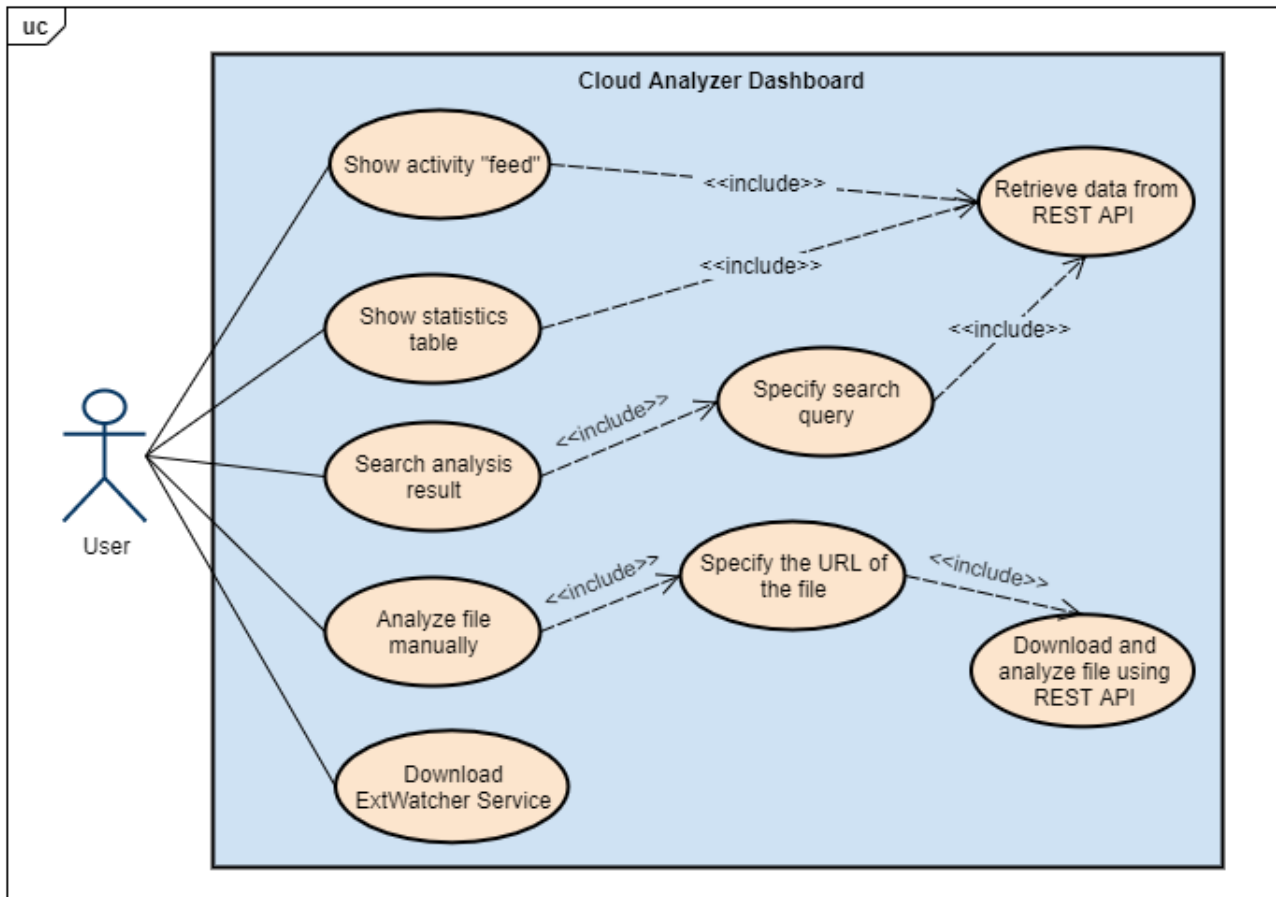 uc
Cloud Analyzer Dashboard
Show activity "feed"
<<include>>
Retrieve data from
REST API
<<include>>
Show statistics
table
<<include>>
Specify search
query
<<include>>
Search analysis
result
User
Specify the URL of
the file
<<include>>
<<include>>
Analyze file
manually
Download and
analyze file using
REST API
Download
ExtWatcher Service